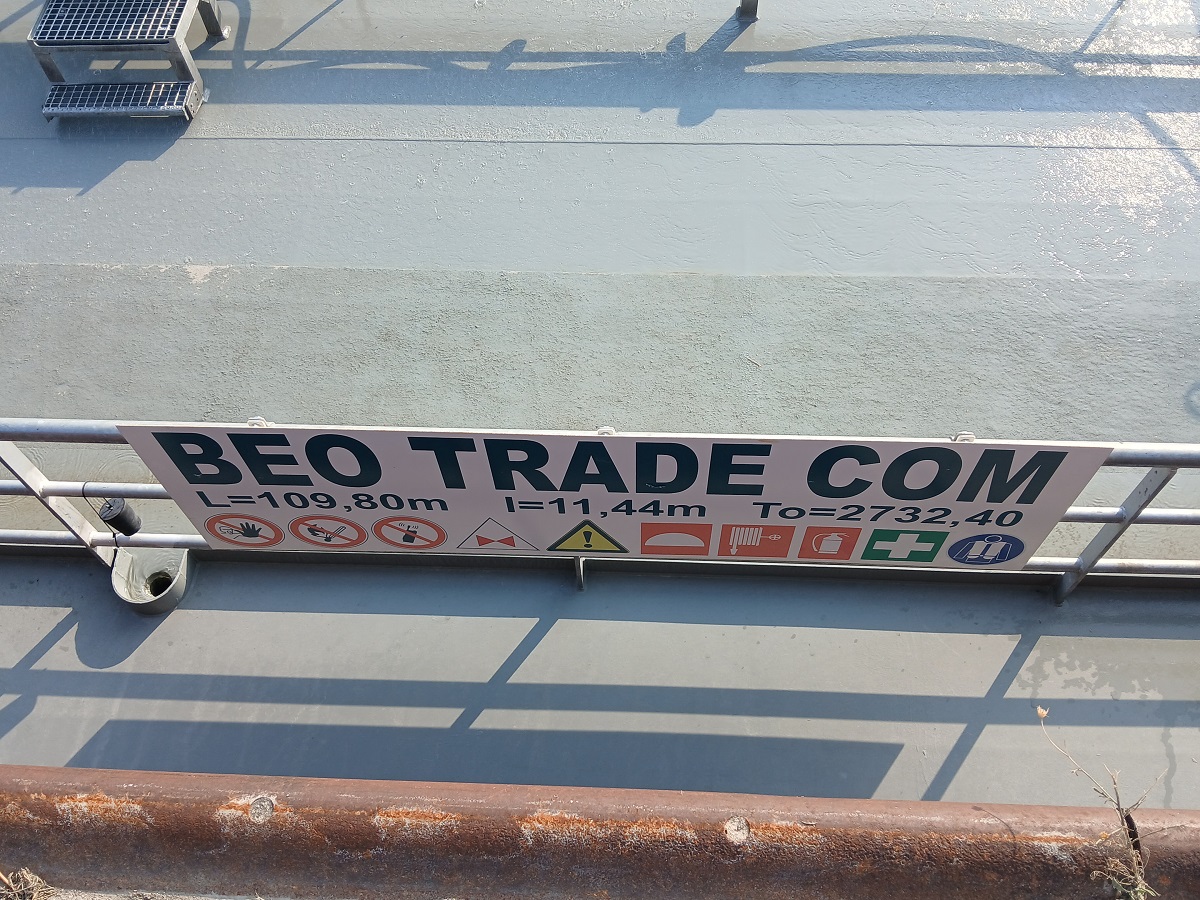 BEO TRADE COM
L=109,80m l=11,44m To=2732,40